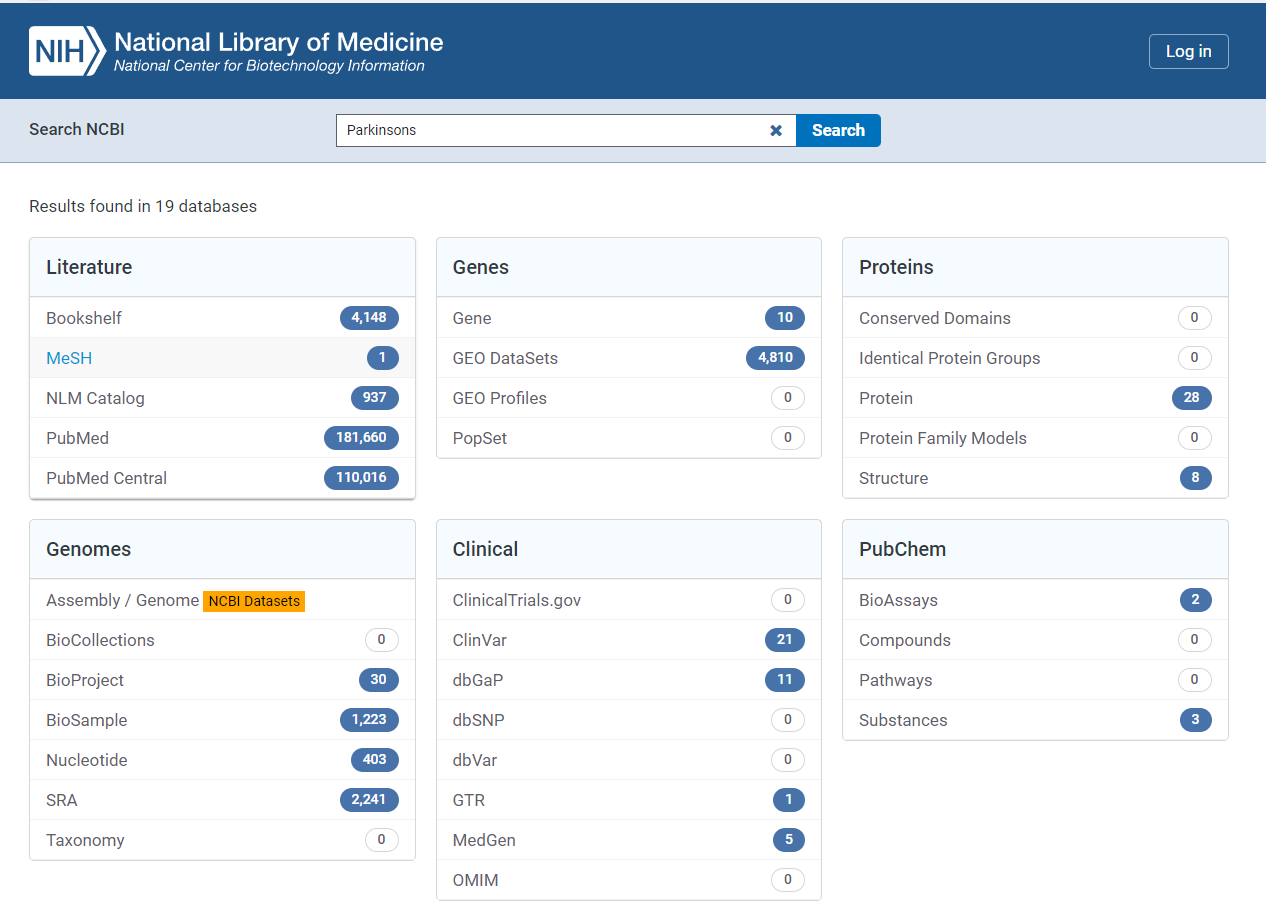 NIH
National Library of Medicine
National Center for Biotechnology Information
Log in
Search NCBI
Parkinsons
Search
Results found in 19 databases
Literature
Bookshelf 4,148
MeSH 1
NLM Catalog 937
PubMed 181,660
PubMed Central 110,016
Genes
Gene 10
GEO DataSets 4,810
GEO Profiles 0
PopSet 0
Proteins
Conserved Domains 0
Identical Protein Groups 0
Protein 28
Protein Family Models 0
Structure 8
Genomes
Assembly / Genome NCBI Datasets
BioCollections 0
BioProject 30
BioSample 1,223
Nucleotide 403
SRA 2,241
Taxonomy 0
Clinical
ClinicalTrials.gov 0
ClinVar 21
dbGaP 11
dbSNP 0
dbVar 0
GTR 1
MedGen 5
OMIM 0
PubChem
BioAssays 2
Compounds 0
Pathways 0
Substances 3